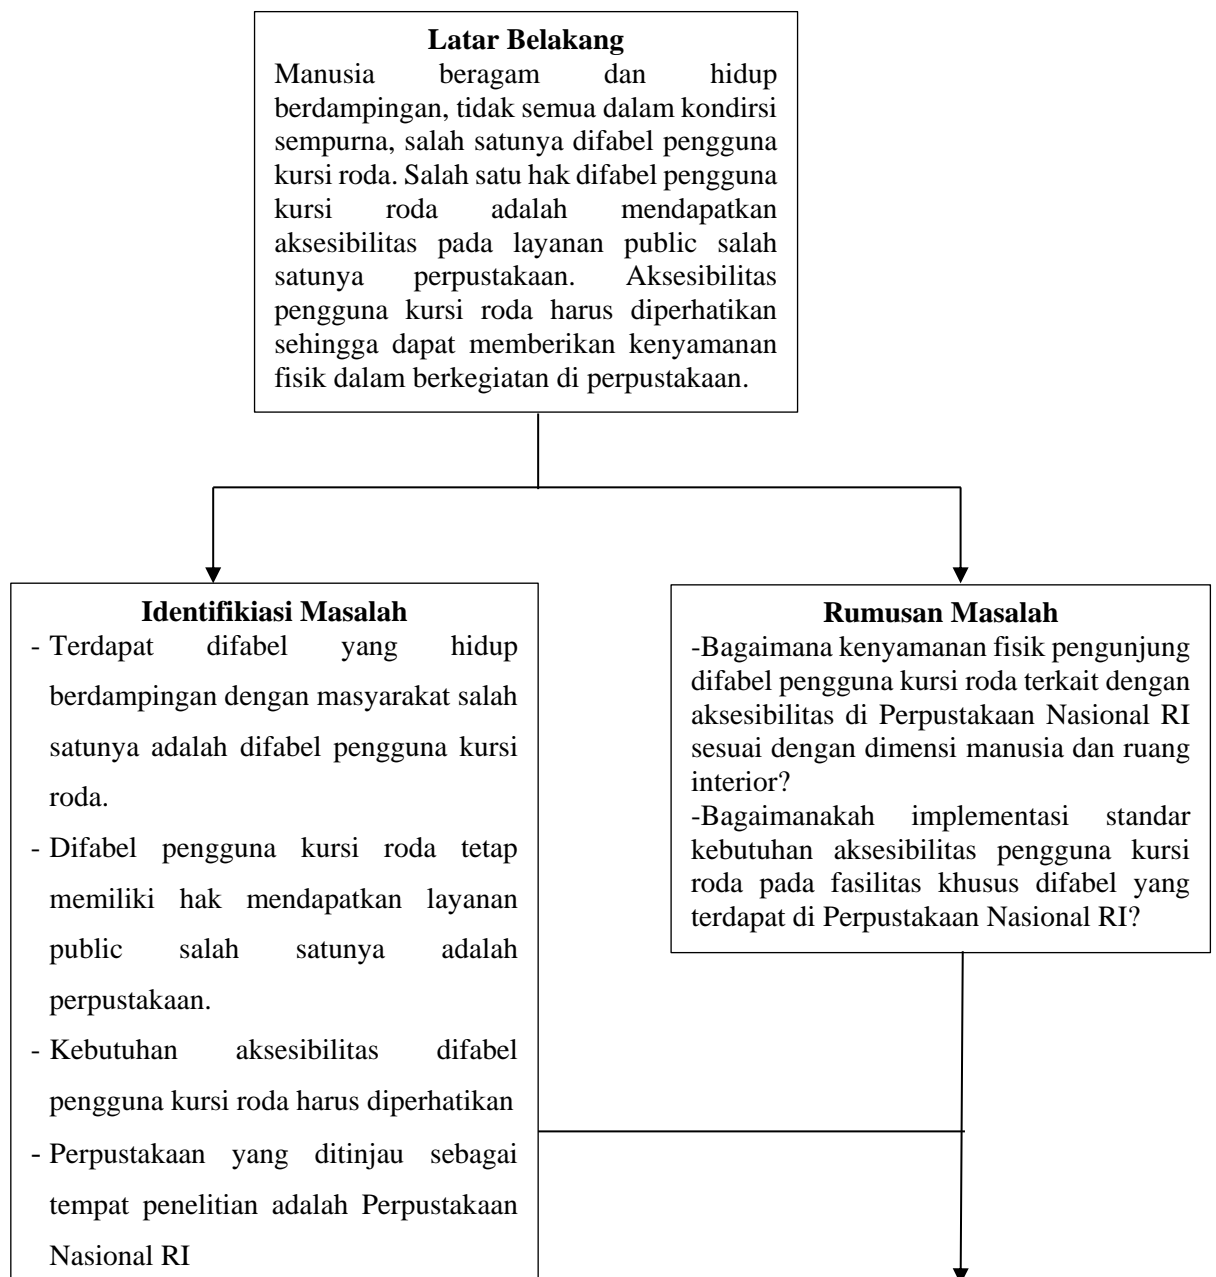 Latar Belakang
Manusia beragam dan hidup
berdampingan, tidak semua dalam kondirsi
sempurna, salah satunya difabel pengguna
kursi roda. Salah satu hak difabel pengguna
kursi roda adalah mendapatkan
aksesibilitas pada layanan public salah
satunya perpustakaan. Aksesibilitas
pengguna kursi roda harus diperhatikan
sehingga dapat memberikan kenyamanan
fisik dalam berkegiatan di perpustakaan.
Identifikiasi Masalah
- Terdapat difabel yang hidup
berdampingan dengan masyarakat salah
satunya adalah difabel pengguna kursi
roda.
- Difabel pengguna kursi roda tetap
memiliki hak mendapatkan layanan
public salah satunya adalah
perpustakaan.
- Kebutuhan aksesibilitas difabel
pengguna kursi roda harus diperhatikan
- Perpustakaan yang ditinjau sebagai
tempat penelitian adalah Perpustakaan
Nasional RI
Rumusan Masalah
-Bagaimana kenyamanan fisik pengunjung
difabel pengguna kursi roda terkait dengan
aksesibilitas di Perpustakaan Nasional RI
sesuai dengan dimensi manusia dan ruang
interior?
-Bagaimanakah implementasi standar
kebutuhan aksesibilitas pengguna kursi
roda pada fasilitas khusus difabel yang
terdapat di Perpustakaan Nasional RI?